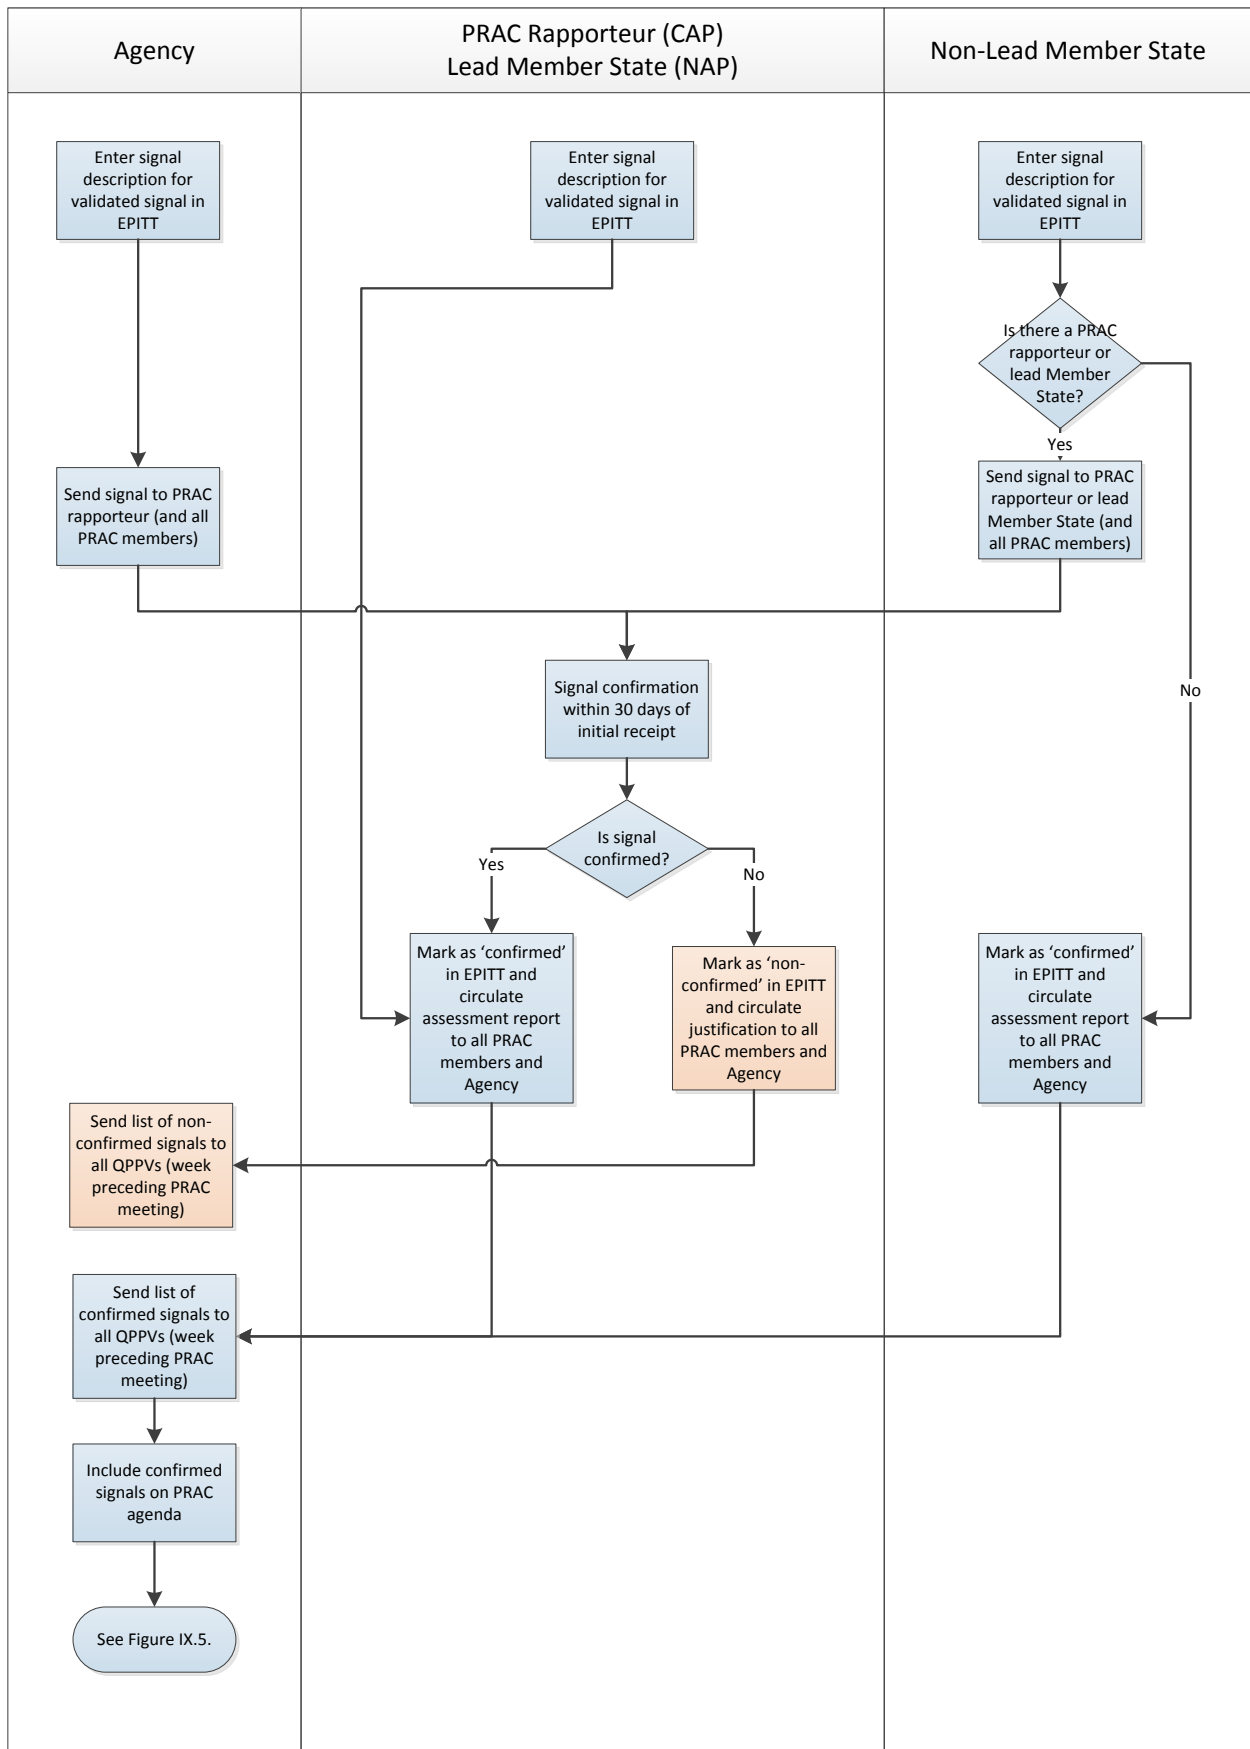 Agency
PRAC Rapporteur (CAP)
Lead Member State (NAP)
Non-Lead Member State
Enter signal
description for
validated signal in
EPITT
Enter signal
description for
validated signal in
EPITT
Enter signal
description for
validated signal in
EPITT
Is there a PRAC
rapporteur or
lead Member
State?
Yes
Send signal to PRAC
rapporteur (and all
PRAC members)
Send signal to PRAC
rapporteur or lead
Member State (and
all PRAC members)
Signal confirmation
within 30 days of
initial receipt
No
Is signal
confirmed?
Yes
No
Mark as ‘confirmed’
in EPITT and
circulate
assessment report
to all PRAC
members and
Agency
Mark as ‘non-
confirmed’ in EPITT
and circulate
justification to all
PRAC members and
Agency
Mark as ‘confirmed’
in EPITT and
circulate
assessment report
to all PRAC
members and
Agency
Send list of non-
confirmed signals to
all QPPVs (week
preceding PRAC
meeting)
Send list of
confirmed signals to
all QPPVs (week
preceding PRAC
meeting)
Include confirmed
signals on PRAC
agenda
See Figure IX.5.